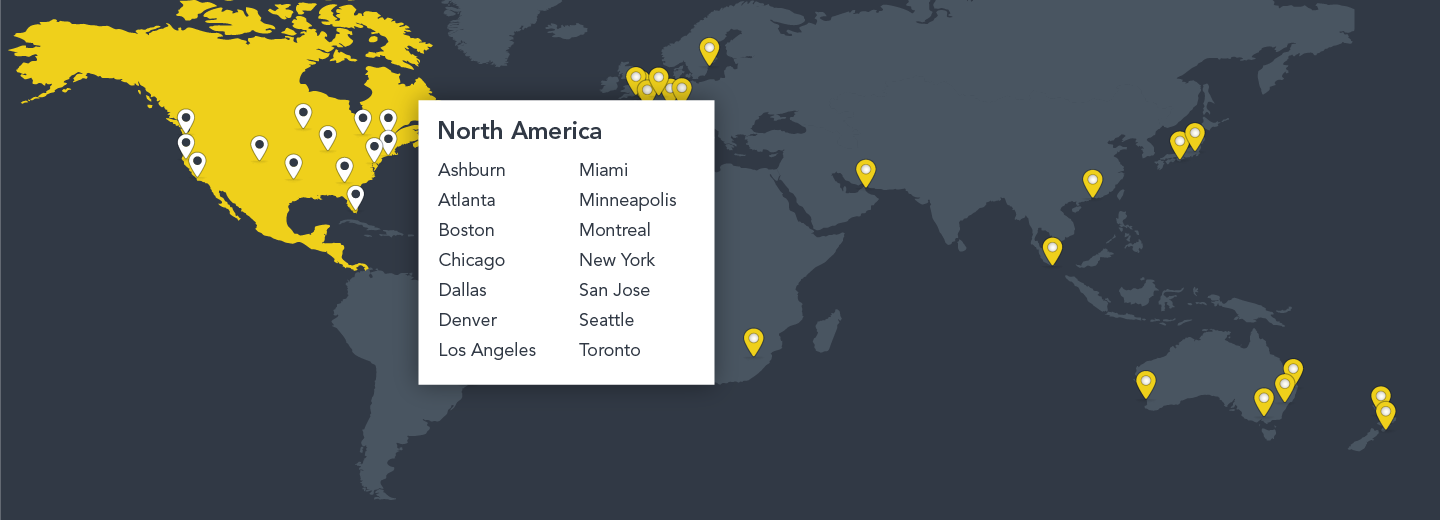 North America
Ashburn
Atlanta
Boston
Chicago
Dallas
Denver
Los Angeles
Miami
Minneapolis
Montreal
New York
San Jose
Seattle
Toronto